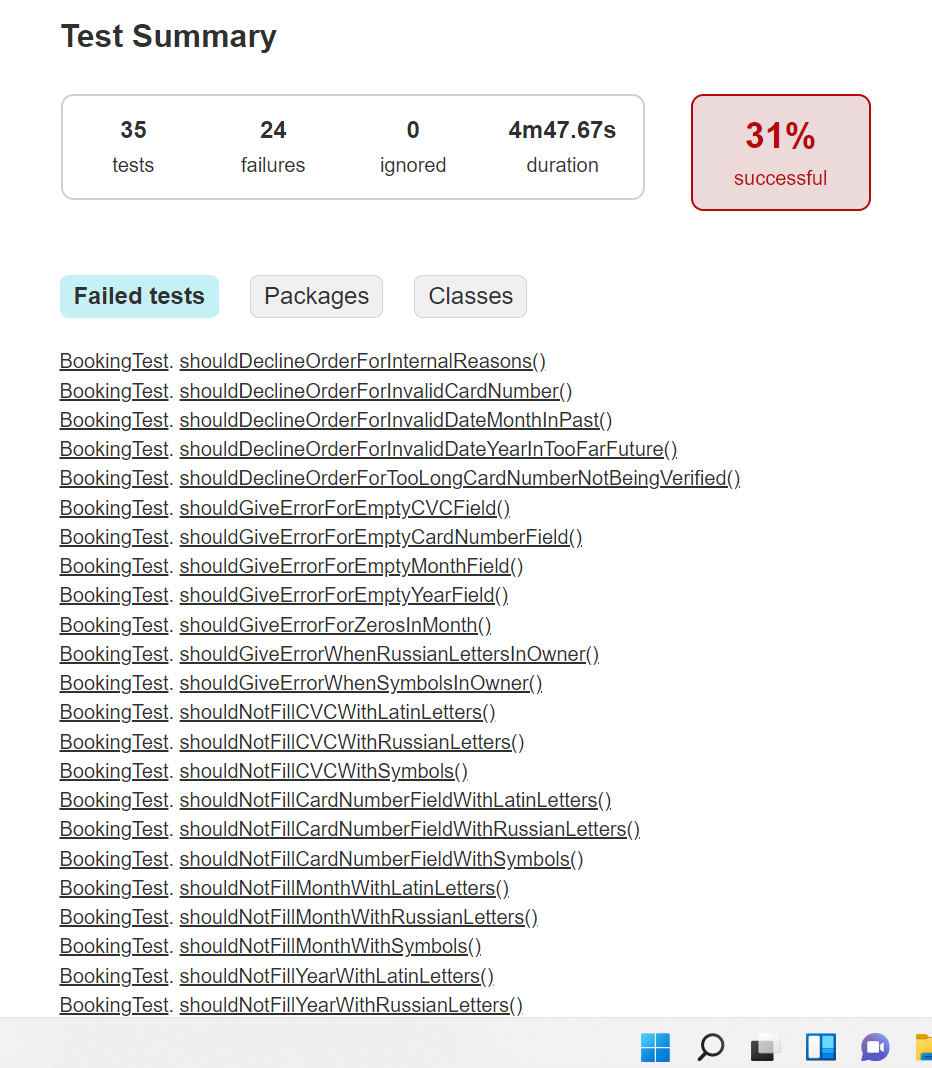 Test Summary
35 24 0 4m47.67s
tests failures ignored duration
31%
successful
Failed tests Packages Classes
BookingTest. shouldDeclineOrderForInternalReasons()
BookingTest. shouldDeclineOrderForInvalidCardNumber()
BookingTest. shouldDeclineOrderForInvalidDateMonthInPast()
BookingTest. shouldDeclineOrderForInvalidDateYearInTooFarFuture()
BookingTest. shouldDeclineOrderForTooLongCardNumberNotBeingVerified()
BookingTest. shouldGiveErrorForEmptyCVCField()
BookingTest. shouldGiveErrorForEmptyCardNumberField()
BookingTest. shouldGiveErrorForEmptyMonthField()
BookingTest. shouldGiveErrorForEmptyYearField()
BookingTest. shouldGiveErrorForZerosInMonth()
BookingTest. shouldGiveErrorWhenRussianLettersInOwner()
BookingTest. shouldGiveErrorWhenSymbolsInOwner()
BookingTest. shouldNotFillCVCWithLatinLetters()
BookingTest. shouldNotFillCVCWithRussianLetters()
BookingTest. shouldNotFillCVCWithSymbols()
BookingTest. shouldNotFillCardNumberFieldWithLatinLetters()
BookingTest. shouldNotFillCardNumberFieldWithRussianLetters()
BookingTest. shouldNotFillCardNumberFieldWithSymbols()
BookingTest. shouldNotFillMonthWithLatinLetters()
BookingTest. shouldNotFillMonthWithRussianLetters()
BookingTest. shouldNotFillMonthWithSymbols()
BookingTest. shouldNotFillYearWithLatinLetters()
BookingTest. shouldNotFillYearWithRussianLetters()